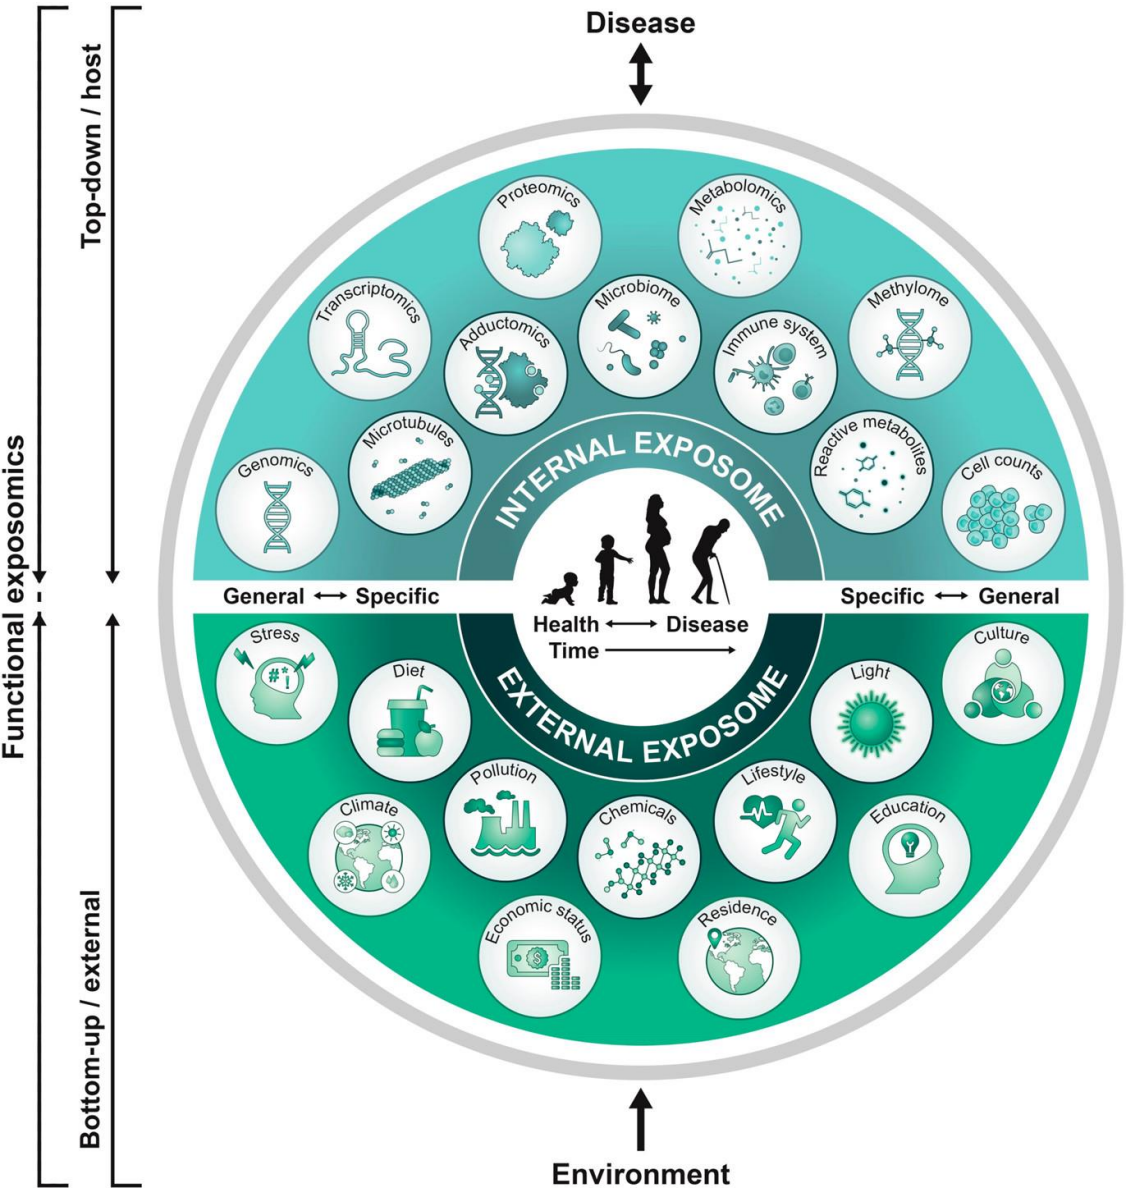 Disease
Top-down / host
Functional exposomics
Bottom-up / external
Proteomics
Metabolomics
Transcriptomics
Microbiome
Methylome
Adductomics
Immune system
Microtubules
Reactive metabolites
Genomics
Cell counts
INTERNAL EXPOSOME
General
Specific
Specific
General
Health
Disease
Time
EXTERNAL EXPOSOME
Stress
#*!
Culture
Diet
Light
Pollution
Lifestyle
Climate
Chemicals
Education
Economic status
$
Residence
Environment